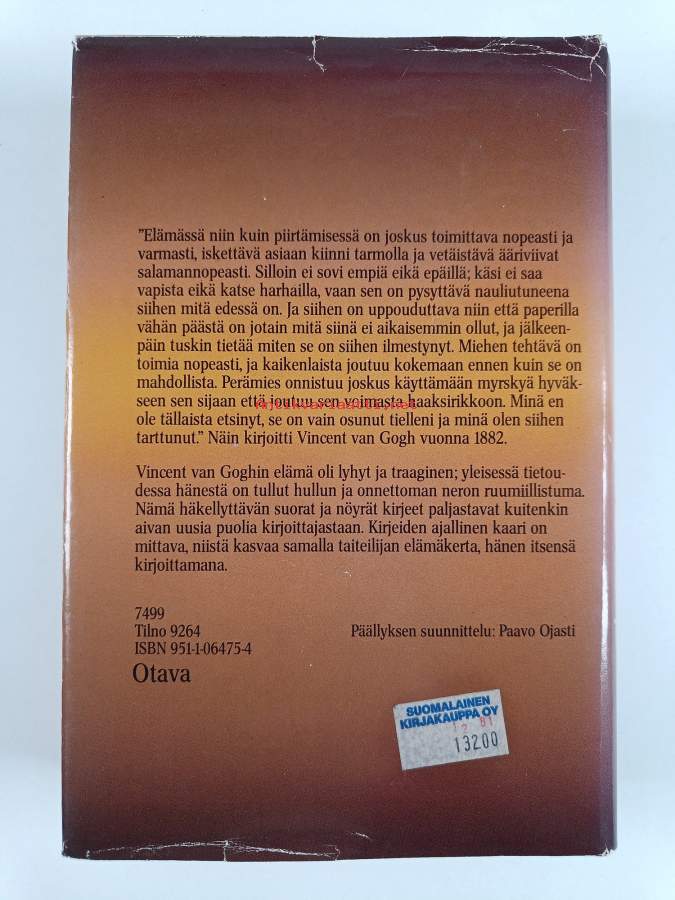 "Elämässä niin kuin piirtämisessä on joskus toimittava nopeasti ja
varmasti, iskettävä asiaan kiinni tarmolla ja vetäistävä ääriviivat
salamannopeasti. Silloin ei sovi empiä eikä epäillä; käsi ei saa
vapista eikä katse harhailla, vaan sen on pysyttävä nauliutuneena
siihen mitä edessä on. Ja siihen on uppouduttava niin että paperilla
vähän päästä on jotain mitä siinä ei aikaisemmin ollut, ja jälkeen-
päin tuskin tietää miten se on siihen ilmestynyt. Miehen tehtävä on
toimia nopeasti, ja kaikenlaista joutuu kokemaan ennen kuin se on
mahdollista. Perämies onnistuu joskus käyttämään myrskyä hyväk-
seen sen sijaan että joutuu sen voimasta haaksirikkoon. Minä en
Antikvariaatti.net
ole tällaista etsinyt, se on vain osunut tielleni ja minä olen siihen
tarttunut." Näin kirjoitti Vincent van Gogh vuonna 1882.
Vincent van Goghin elämä oli lyhyt ja traaginen; yleisessä tietou-
dessa hänestä on tullut hullun ja onnettoman neron ruumiillistuma.
Nämä häkellyttävän suorat ja nöyrät kirjeet paljastavat kuitenkin
aivan uusia puolia kirjoittajastaan. Kirjeiden ajallinen kaari on
mittava, niistä kasvaa samalla taiteilijan elämäkerta, hänen itsensä
kirjoittamana.
7499
Tilno 9264
Päällyksen suunnittelu: Paavo Ojasti
ISBN 951-1-06475-4
Otava
SUOMALAINEN
KIRJAKAUPPA OY
12 81
13200